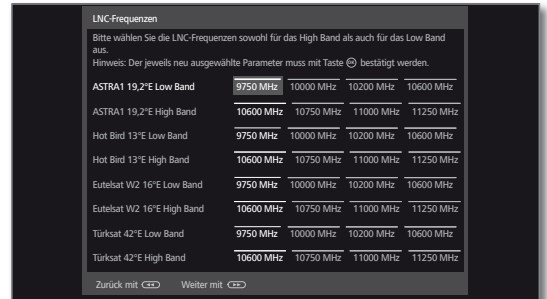 LNC-Frequenzen
Bitte wählen Sie die LNC-Frequenzen sowohl für das High Band als auch für das Low Band
aus.
Hinweis: Der jeweils neu ausgewählte Parameter muss mit Taste OK bestätigt werden.
ASTRA1 19,2°E Low Band 9750 MHz 10000 MHz 10200 MHz 10600 MHz
ASTRA1 19,2°E High Band 10600 MHz 10750 MHz 11000 MHz 11250 MHz
Hot Bird 13°E Low Band 9750 MHz 10000 MHz 10200 MHz 10600 MHz
Hot Bird 13°E High Band 10600 MHz 10750 MHz 11000 MHz 11250 MHz
Eutelsat W2 16°E Low Band 9750 MHz 10000 MHz 10200 MHz 10600 MHz
Eutelsat W2 16°E High Band 10600 MHz 10750 MHz 11000 MHz 11250 MHz
Türksat 42°E Low Band 9750 MHz 10000 MHz 10200 MHz 10600 MHz
Türksat 42°E High Band 10600 MHz 10750 MHz 11000 MHz 11250 MHz
Zurück mit Weiter mit